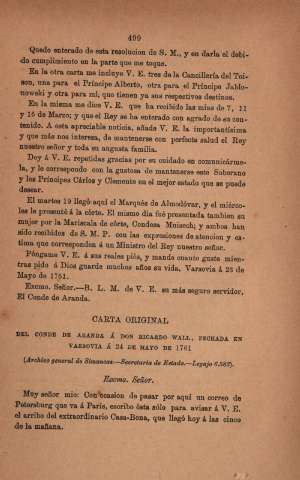 499
Quedo enterado de esta resolucion de S. M., y en darla el debi-
do cumplimiento en la parte que me toque.
En la otra carta me incluye V. E. tres de la Cancillería del Toi-
son, una para el Príncipe Alberto, otra para el Príncipe Jablo-
nowski y otra para mí; que tienen ya sus respectivos destinos.
En la misma me dice V. E. que ha recibido las mias de 7, 11
y 15 de Marzo; y que el Rey se ha enterado con agrado de su con-
tenido. A esta apreciable noticia, añade V. E. la importantísima
y que más nos interesa, de mantenerse con perfecta salud el Rey
nuestro señor y toda su augusta familia.
Doy á V. E. repetidas gracias por su cuidado en comunicárme-
la, y le correspondo con la gustosa de mantenerse este Soberano
y los Príncipes Cárlos y Clemente en el mejor estado que se puede
desear.
El martes 19 llegó aquí el Marqués de Almodóvar, y el miérco-
les le presenté á la córte. El mismo dia fué presentada tambien su
mujer por la Mariscala de córte, Condesa Mniseck; y ambos han
sido recibidos de S. M. P. con las expresiones de atencion y es-
tima que corresponden á un Ministro del Rey nuestro señor.
Póngame V. E. á sus reales piés, y mande cuanto guste mien-
tras pido á Dios guarde muchos años su vida. Varsovia á 23 de
Mayo de 1761.
Excmo. Señor.—B. L. M. de V. E. su más seguro servidor.
El Conde de Aranda.
CARTA ORIGINAL
DEL CONDE DE ARANDA Á DON RICARDO WALL, FECHADA EN
VARSOVIA Á 24 DE MAYO DE 1761
(Archivo general de Simancas.—Secretaría de Estado.—Legajo 6.587).
Excmo. Señor.
Muy señor mio: Con ocasion de pasar por aquí un correo de
Petersburg que va á París, escribo ésta sólo para avisar á V. E.
el arribo del extraordinario Casa-Bona, que llegó hoy á las cinco
de la mañana.